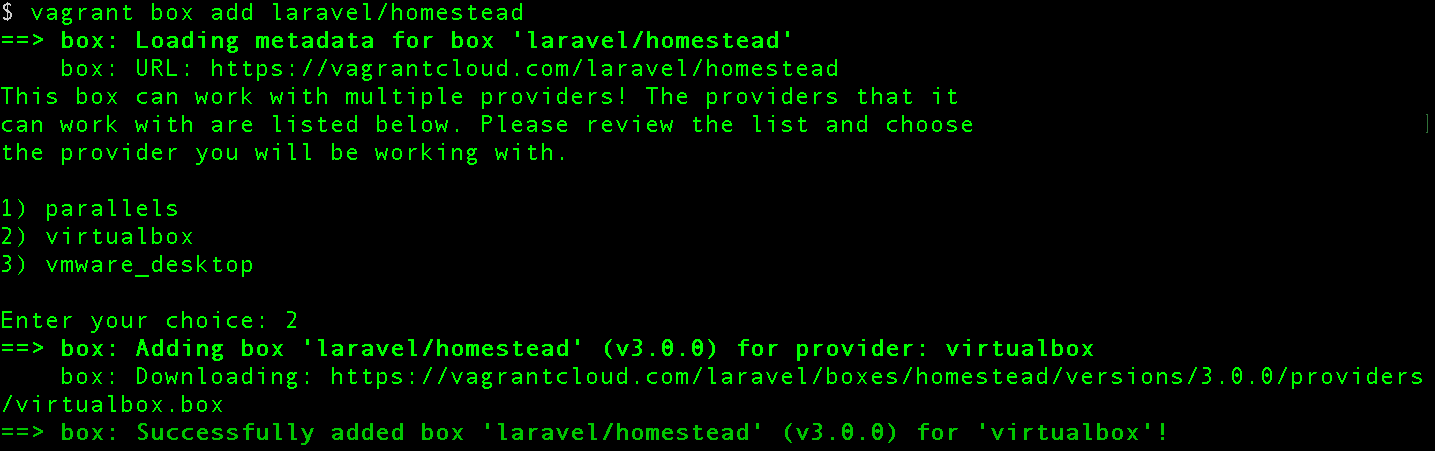 $ vagrant box add laravel/homestead
==> box: Loading metadata for box 'laravel/homestead'
    box: URL: https://vagrantcloud.com/laravel/homestead
This box can work with multiple providers! The providers that it
can work with are listed below. Please review the list and choose
the provider you will be working with.

1) parallels
2) virtualbox
3) vmware_desktop

Enter your choice: 2
==> box: Adding box 'laravel/homestead' (v3.0.0) for provider: virtualbox
    box: Downloading: https://vagrantcloud.com/laravel/boxes/homestead/versions/3.0.0/providers
/virtualbox.box
==> box: Successfully added box 'laravel/homestead' (v3.0.0) for 'virtualbox'!